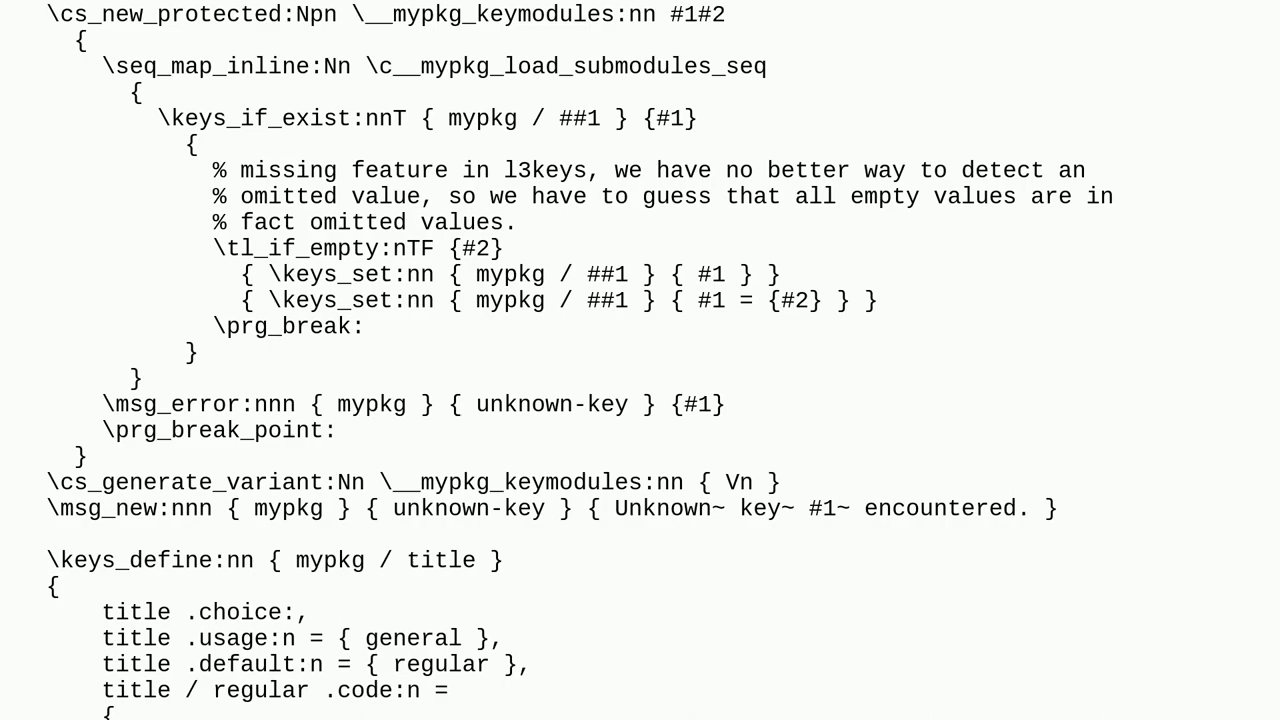 \cs_new_protected:Npn \__mypkg_keymodules:nn #1#2
{
\seq_map_inline:Nn \c__mypkg_load_submodules_seq
{
\keys_if_exist:nnT { mypkg / ##1 } {#1}
{
% missing feature in l3keys, we have no better way to detect an
% omitted value, so we have to guess that all empty values are in
% fact omitted values.
\tl_if_empty:nTF {#2}
{ \keys_set:nn { mypkg / ##1 } { #1 } }
{ \keys_set:nn { mypkg / ##1 } { #1 = {#2} } }
\prg_break:
}
}
\msg_error:nnn { mypkg } { unknown-key } {#1}
\prg_break_point:
}
\cs_generate_variant:Nn \__mypkg_keymodules:nn { Vn }
\msg_new:nnn { mypkg } { unknown-key } { Unknown~ key~ #1~ encountered. }
\keys_define:nn { mypkg / title }
{
title .choice:,
title .usage:n = { general },
title .default:n = { regular },
title / regular .code:n =
{